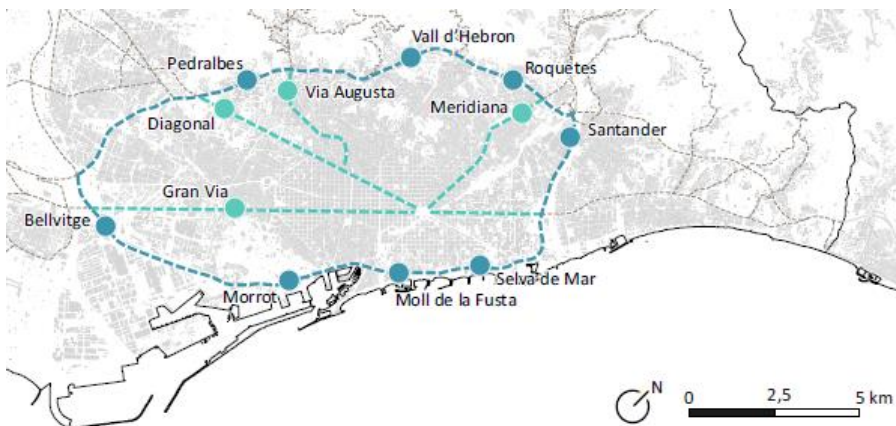 Vall d'Hebron
Pedralbes
Roquetes
Via Augusta
Meridiana
Diagonal
Santander
Gran Via
Bellvitge
Selva de Mar
Morrot
Moll de la Fusta
N
0 2,5 5 km